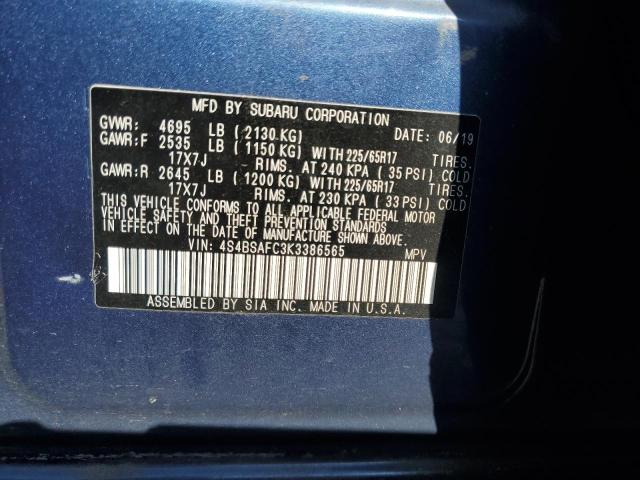 MFD BY SUBARU CORPORATION
GVWR: 4695 LB ( 2130 KG) DATE: 06/19
GAWR:F 2535 LB ( 1150 KG) WITH 225/65R17 TIRES.
17X7J RIMS. AT 240 KPA ( 35 PSI) COLD
GAWR:R 2645 LB ( 1200 KG) WITH 225/65R17 TIRES.
17X7J RIMS. AT 230 KPA ( 33 PSI) COLD
THIS VEHICLE CONFORMS TO ALL APPLICABLE FEDERAL MOTOR
VEHICLE SAFETY AND THEFT PREVENTION STANDARDS
IN EFFECT ON THE DATE OF MANUFACTURE SHOWN ABOVE.
VIN: 4S4BSAFC3K3386565 MPV
ASSEMBLED BY SIA INC. MADE IN U.S.A.